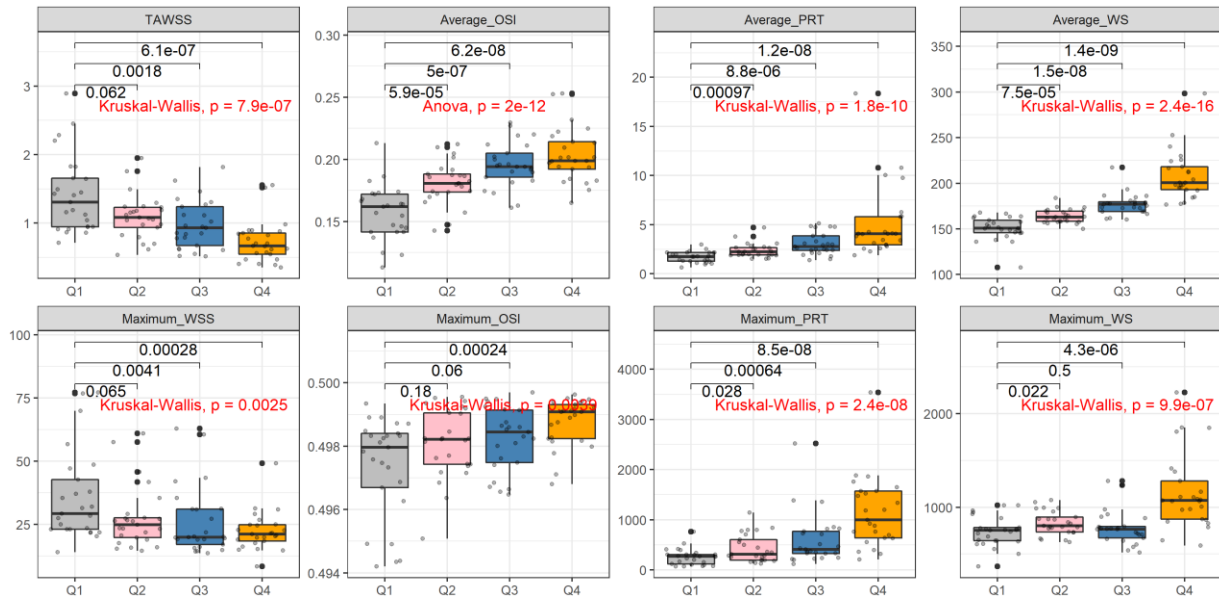 TAWSS
Average_OSI
Average_PRT
Average_WS
6.1e-07
0.0018
0.062
Kruskal-Wallis, p = 7.9e-07
3
2
1
Q1 Q2 Q3 Q4
0.30
6.2e-08
5e-07
5.9e-05
Anova, p = 2e-12
0.25
0.20
0.15
Q1 Q2 Q3 Q4
1.2e-08
8.8e-06
0.00097
Kruskal-Wallis, p = 1.8e-10
20
15
10
5
0
Q1 Q2 Q3 Q4
350
1.4e-09
1.5e-08
7.5e-05
Kruskal-Wallis, p = 2.4e-16
300
250
200
150
100
Q1 Q2 Q3 Q4
Maximum_WSS
Maximum_OSI
Maximum_PRT
Maximum_WS
100
0.00028
0.0041
0.065
Kruskal-Wallis, p = 0.0025
75
50
25
Q1 Q2 Q3 Q4
0.00024
0.06
0.18
0.500
Kruskal-Wallis, p =
0.498
0.496
0.494
Q1 Q2 Q3 Q4
8.5e-08
0.00064
0.028
Kruskal-Wallis, p = 2.4e-08
4000
3000
2000
1000
0
Q1 Q2 Q3 Q4
4.3e-06
0.5
0.022
Kruskal-Wallis, p = 9.9e-07
2000
1000
Q1 Q2 Q3 Q4